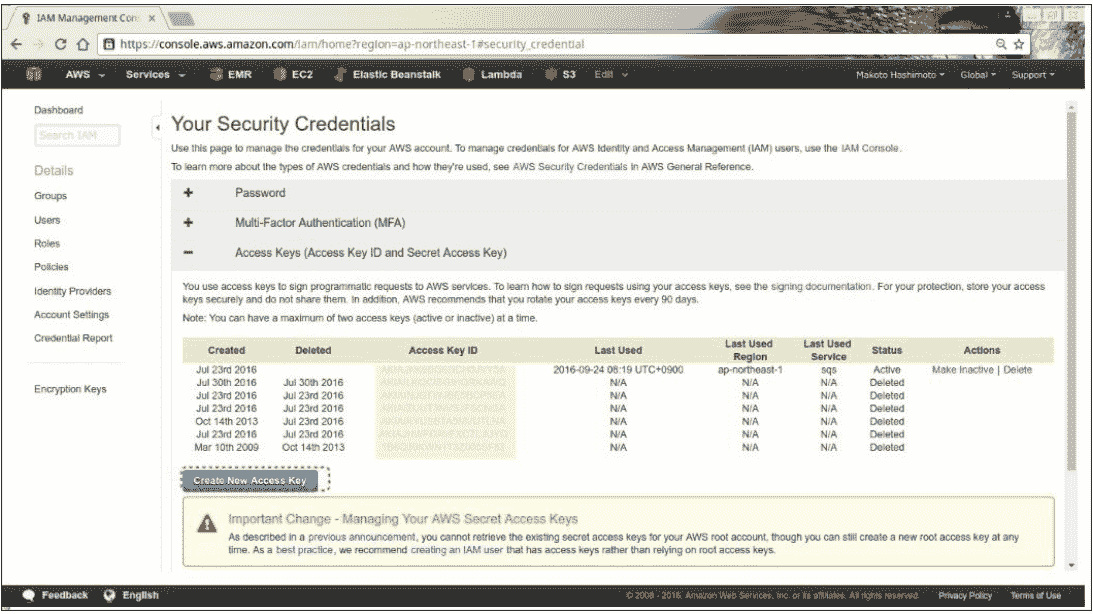 IAM Management Con
https://console.aws.amazon.com/iam/home?region=ap-northeast-1#security_credential
AWS Services EMR EC2 Elastic Beanstalk Lambda S3 Edit Makoto Hashimoto Global Support
Dashboard
Search IAM
Details
Groups
Users
Roles
Policies
Identity Providers
Account Settings
Credential Report
Encryption Keys
Your Security Credentials
Use this page to manage the credentials for your AWS account. To manage credentials for AWS Identity and Access Management (IAM) users, use the IAM Console.
To learn more about the types of AWS credentials and how they're used, see AWS Security Credentials in AWS General Reference.
+ Password
+ Multi-Factor Authentication (MFA)
− Access Keys (Access Key ID and Secret Access Key)
You use access keys to sign programmatic requests to AWS services. To learn how to sign requests using your access keys, see the signing documentation. For your protection, store your access
keys securely and do not share them. In addition, AWS recommends that you rotate your access keys every 90 days.
Note: You can have a maximum of two access keys (active or inactive) at a time.
Created Deleted Access Key ID Last Used Last Used Region Last Used Service Status Actions
Jul 23rd 2016 2016-09-24 08:19 UTC+0900 ap-northeast-1 sqs Active Make Inactive | Delete
Jul 30th 2016 Jul 30th 2016 N/A N/A N/A Deleted
Jul 23rd 2016 Jul 23rd 2016 N/A N/A N/A Deleted
Jul 23rd 2016 Jul 23rd 2016 N/A N/A N/A Deleted
Oct 14th 2013 Jul 23rd 2016 N/A N/A N/A Deleted
Jul 23rd 2016 Jul 23rd 2016 N/A N/A N/A Deleted
Mar 10th 2009 Oct 14th 2013 N/A N/A N/A Deleted
Create New Access Key
Important Change - Managing Your AWS Secret Access Keys
As described in a previous announcement, you cannot retrieve the existing secret access keys for your AWS root account, though you can still create a new root access key at any
time. As a best practice, we recommend creating an IAM user that has access keys rather than relying on root access keys.
Feedback English © 2008 - 2016, Amazon Web Services, Inc. or its affiliates. All rights reserved. Privacy Policy Terms of Use